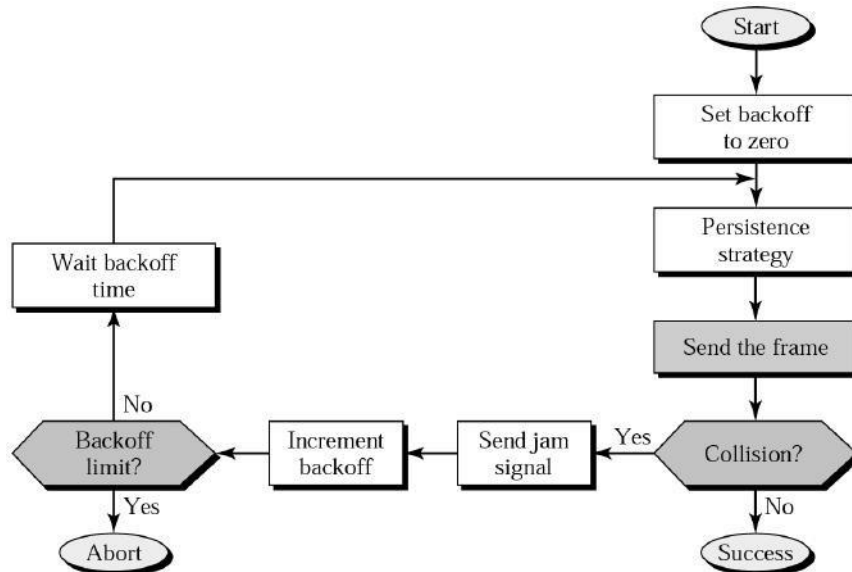 Start
Set backoff
to zero
Persistence
strategy
Wait backoff
time
Send the frame
No
Backoff
limit?
Increment
backoff
Send jam
signal
Yes
Collision?
Yes
No
Abort
Success